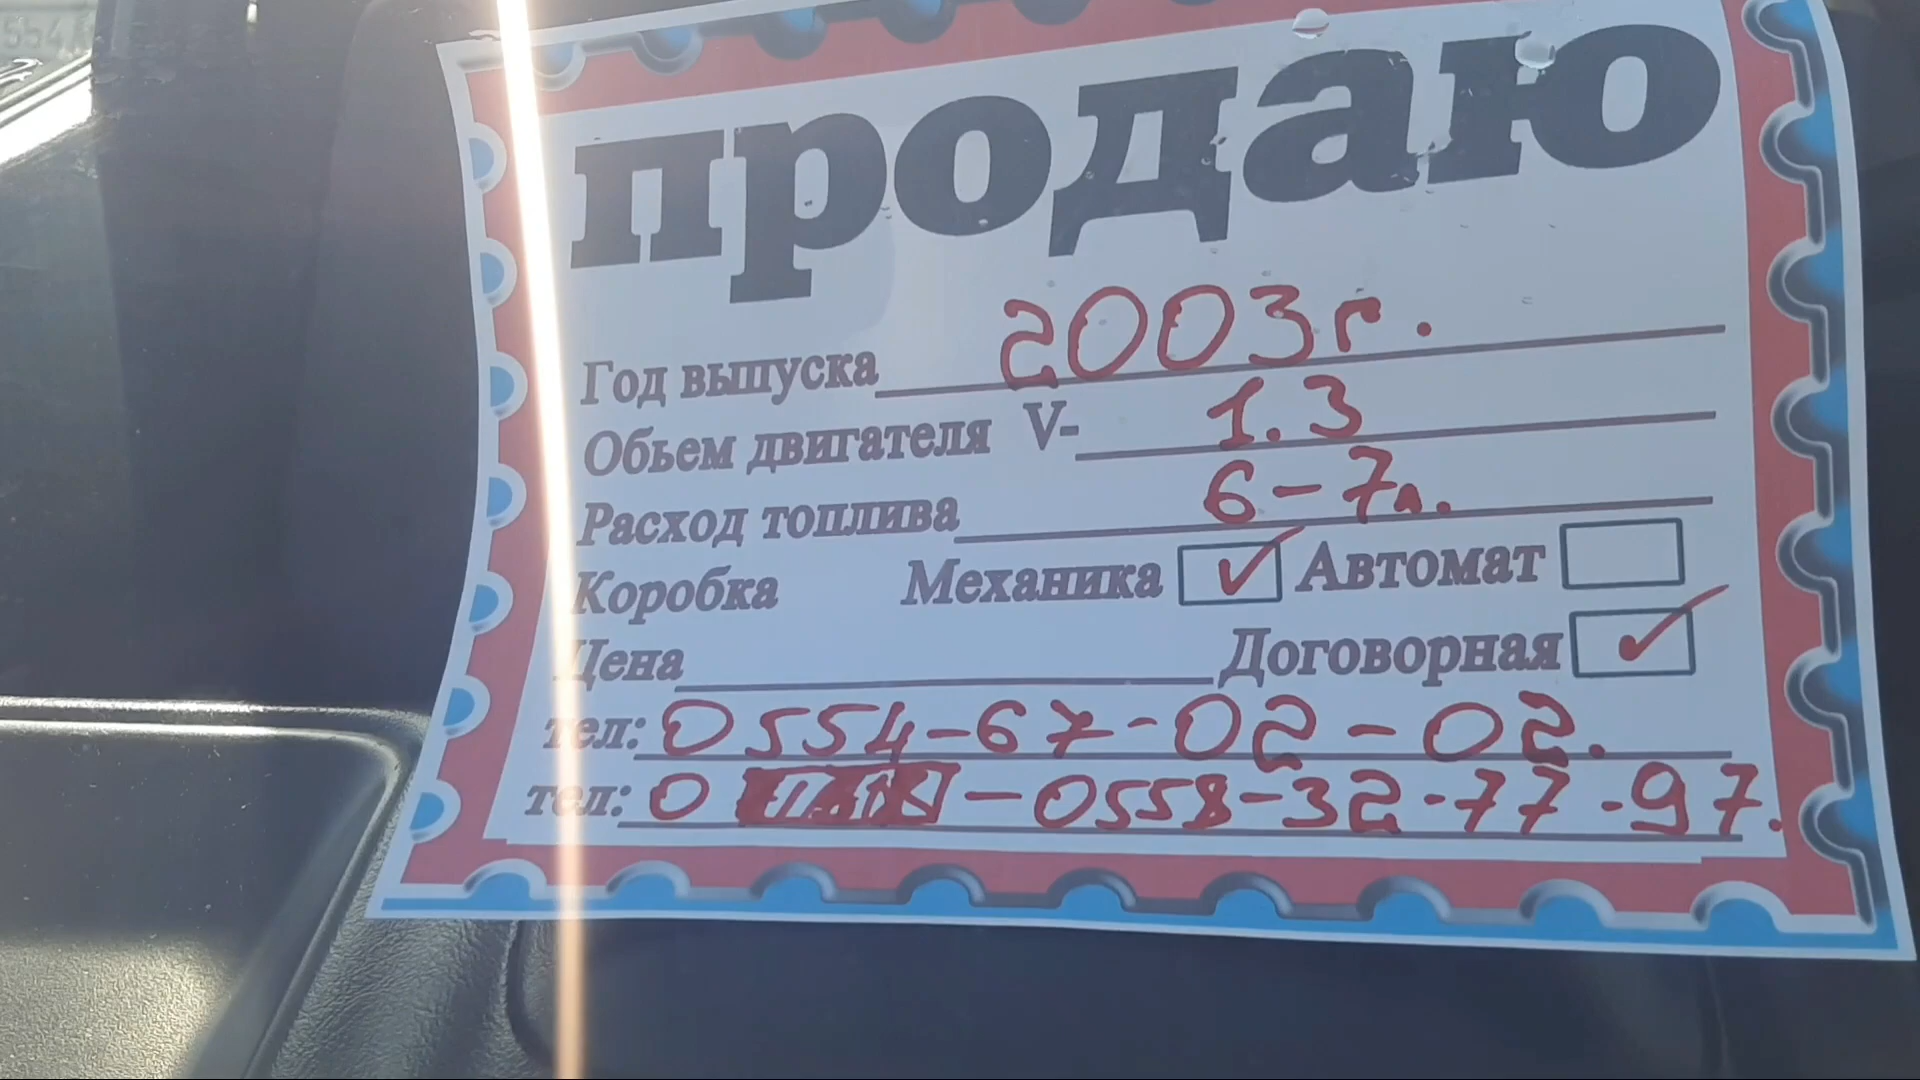 продаю
Год выпуска 2003г.
Обьем двигателя V- 1.3
Расход топлива 6-7л.
Коробка Механика ✓ Автомат
Цена Договорная ✓
тел: 0554-67-02-02.
тел: 0 -0558-32-77-97.